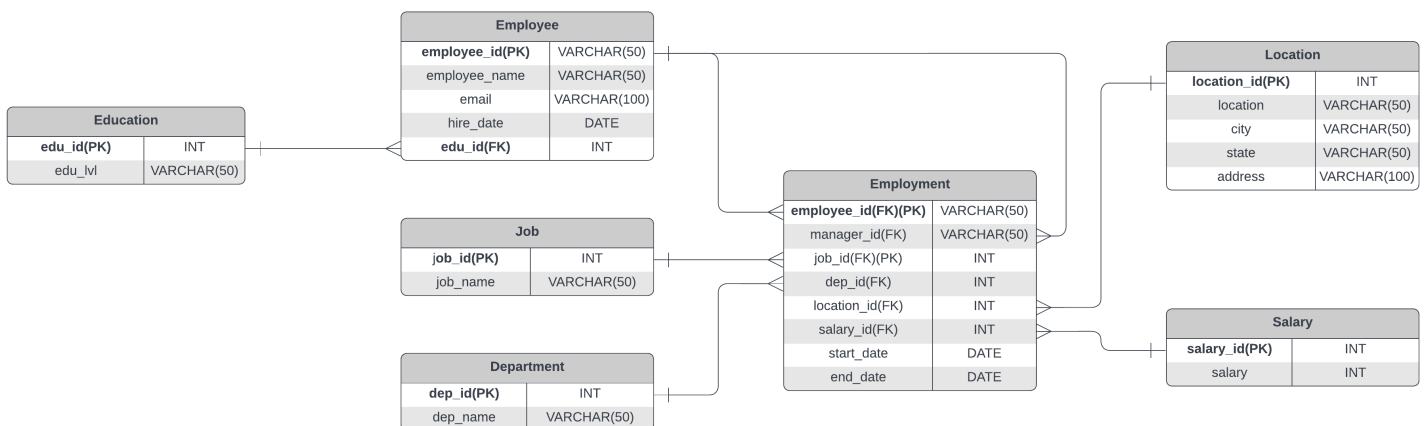 Employee
employee_id(PK) VARCHAR(50)
employee_name VARCHAR(50)
email VARCHAR(100)
hire_date DATE
edu_id(FK) INT
Location
location_id(PK) INT
location VARCHAR(50)
city VARCHAR(50)
state VARCHAR(50)
address VARCHAR(100)
Education
edu_id(PK) INT
edu_lvl VARCHAR(50)
Employment
employee_id(FK)(PK) VARCHAR(50)
manager_id(FK) VARCHAR(50)
job_id(FK)(PK) INT
dep_id(FK) INT
location_id(FK) INT
salary_id(FK) INT
start_date DATE
end_date DATE
Job
job_id(PK) INT
job_name VARCHAR(50)
Salary
salary_id(PK) INT
salary INT
Department
dep_id(PK) INT
dep_name VARCHAR(50)